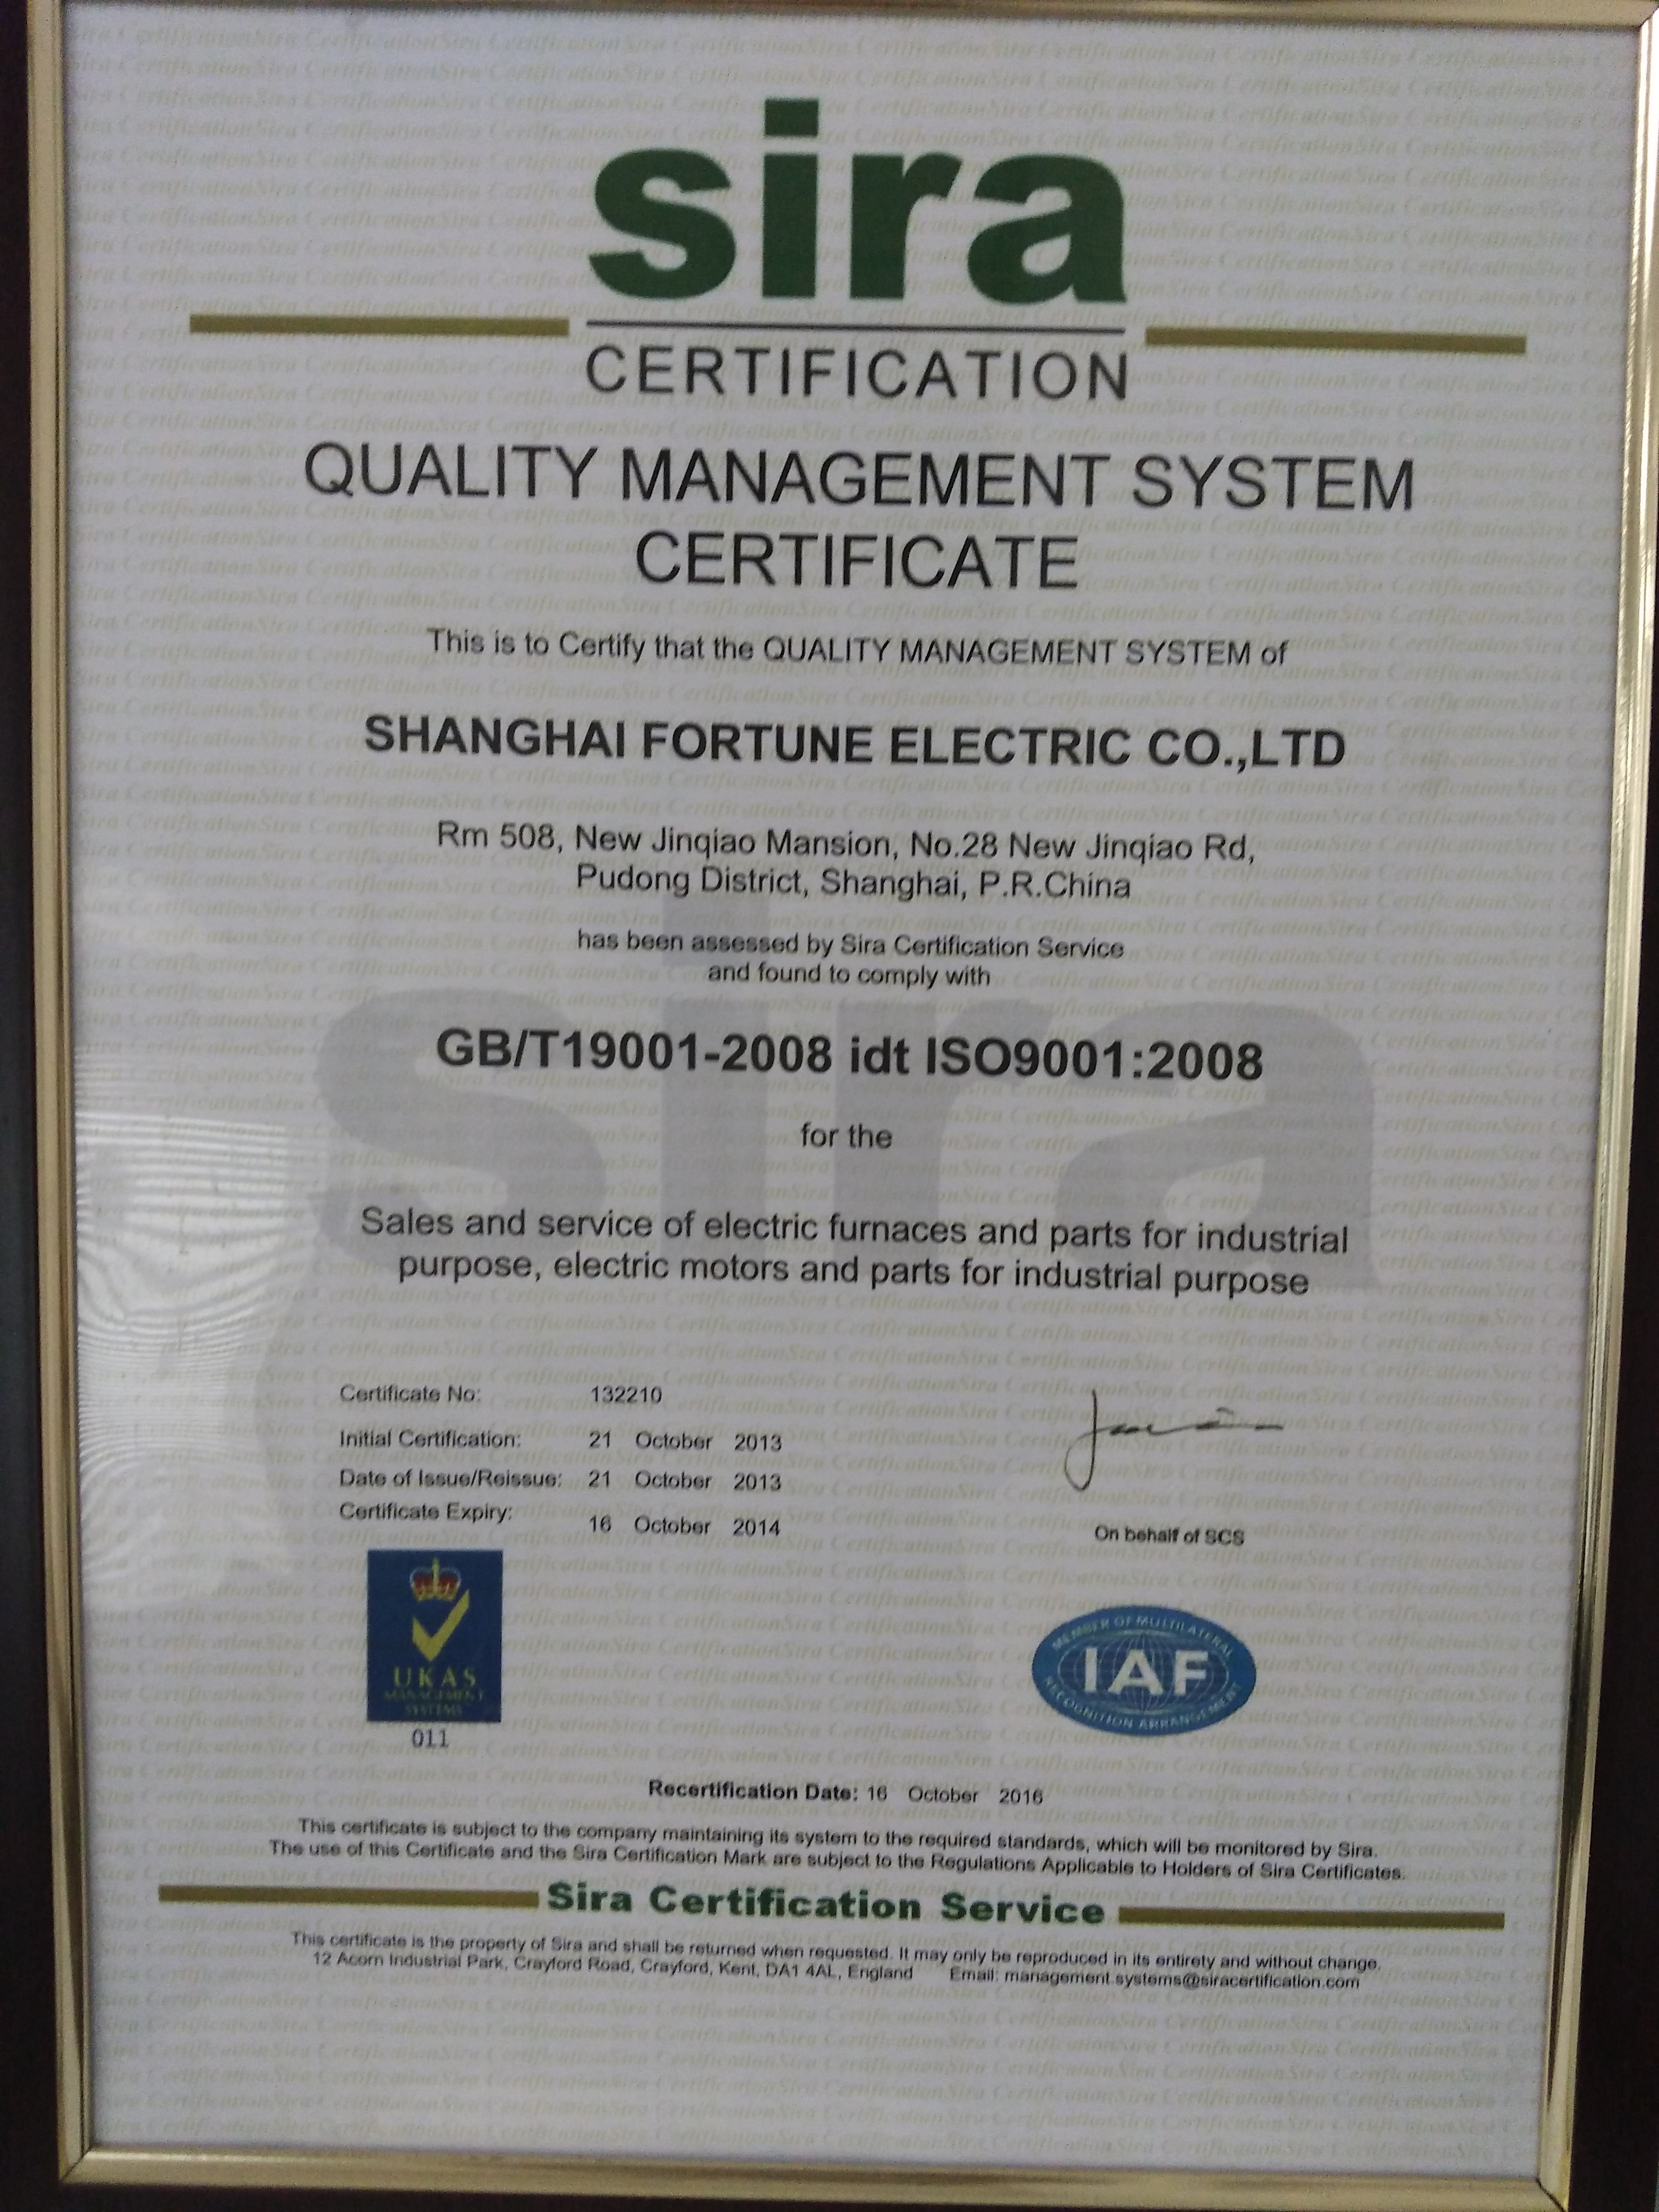 sira
CERTIFICATION
QUALITY MANAGEMENT SYSTEM
CERTIFICATE
This is to Certify that the QUALITY MANAGEMENT SYSTEM of
SHANGHAI FORTUNE ELECTRIC CO.,LTD
Rm 508, New Jinqiao Mansion, No.28 New Jinqiao Rd,
Pudong District, Shanghai, P.R.China
has been assessed by Sira Certification Service
and found to comply with
GB/T19001-2008 idt ISO9001:2008
for the
Sales and service of electric furnaces and parts for industrial
purpose, electric motors and parts for industrial purpose
Certificate No: 132210
Initial Certification: 21 October 2013
Date of Issue/Reissue: 21 October 2013
Certificate Expiry: 16 October 2014
On behalf of SCS
UKAS
MANAGEMENT
SYSTEMS
011
MEMBER OF MULTILATERAL
IAF
RECOGNITION ARRANGEMENT
Recertification Date: 16 October 2016
This certificate is subject to the company maintaining its system to the required standards, which will be monitored by Sira.
The use of this Certificate and the Sira Certification Mark are subject to the Regulations Applicable to Holders of Sira Certificates.
Sira Certification Service
This certificate is the property of Sira and shall be returned when requested. It may only be reproduced in its entirety and without change.
12 Acorn Industrial Park, Crayford Road, Crayford, Kent, DA1 4AL, England Email: management.systems@siracertification.com